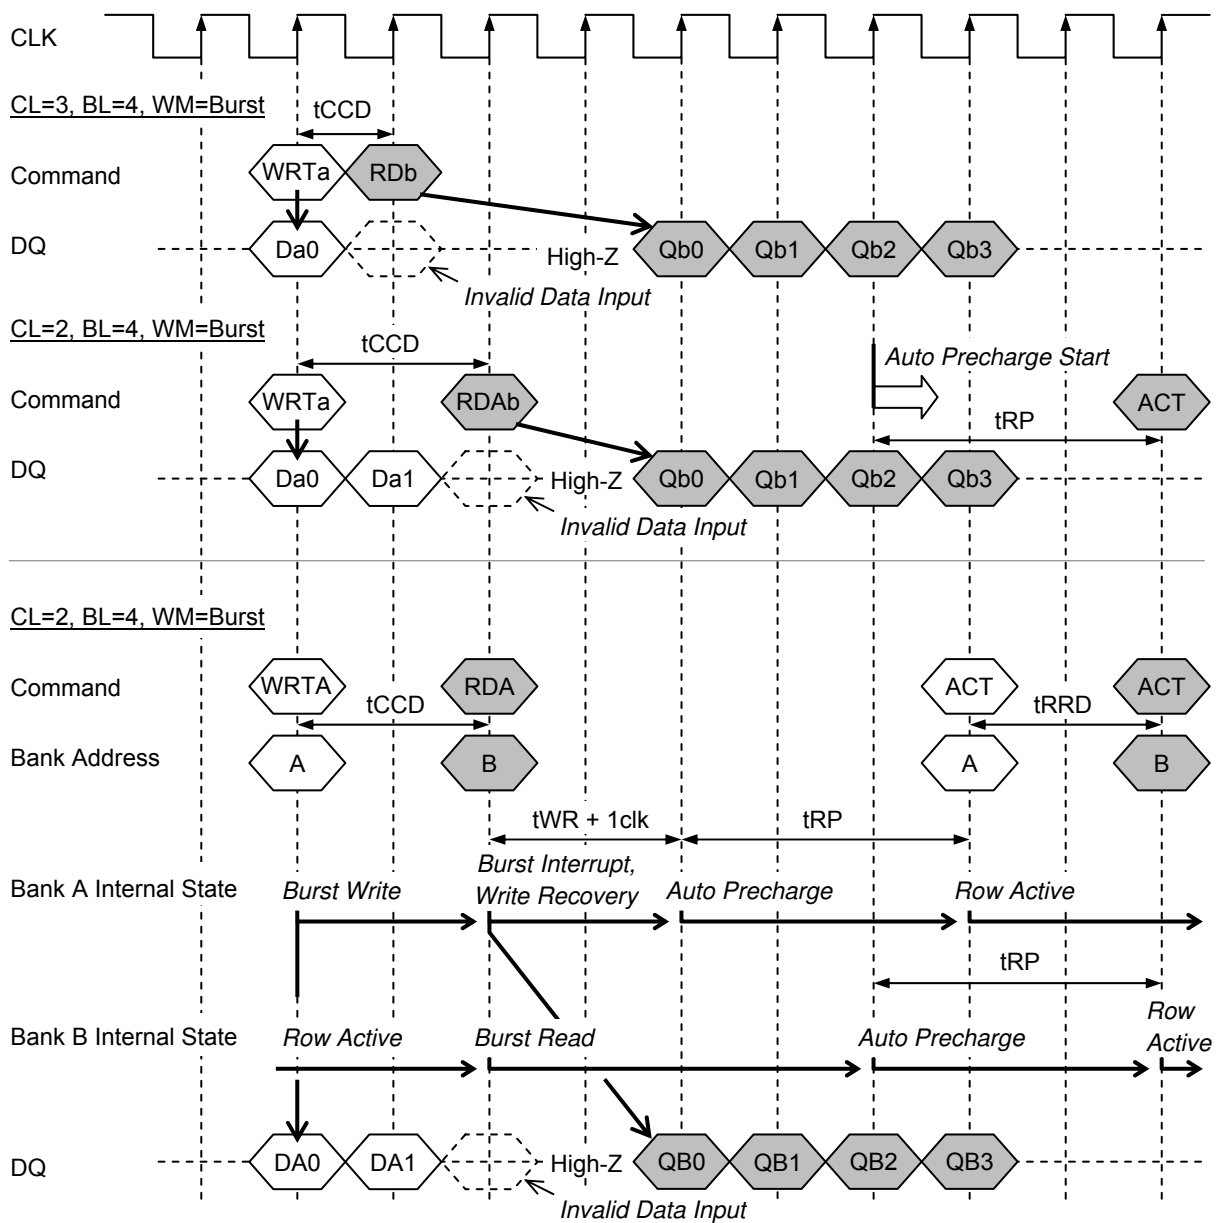 CLK
CL=3, BL=4, WM=Burst
tCCD
Command
WRTa RDb
DQ
Da0 High-Z Qb0 Qb1 Qb2 Qb3
Invalid Data Input
CL=2, BL=4, WM=Burst
tCCD
Auto Precharge Start
Command
WRTa RDAb ACT
tRP
DQ
Da0 Da1 High-Z Qb0 Qb1 Qb2 Qb3
Invalid Data Input
CL=2, BL=4, WM=Burst
Command
WRTA RDA ACT ACT
tCCD tRRD
Bank Address
A B A B
tWR + 1clk tRP
Burst Interrupt,
Write Recovery
Bank A Internal State
Burst Write Auto Precharge Row Active
tRP
Bank B Internal State
Row Active Burst Read Auto Precharge
Row
Active
DQ
DA0 DA1 High-Z QB0 QB1 QB2 QB3
Invalid Data Input